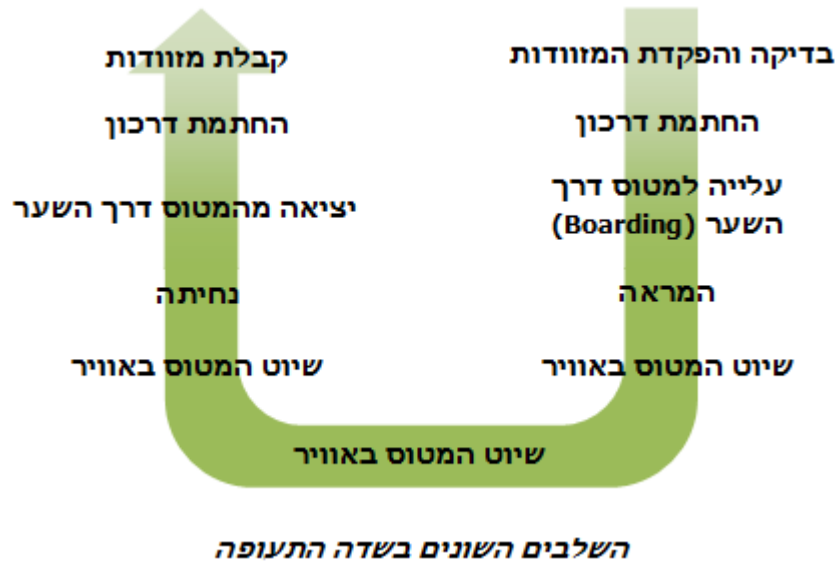 בדיקה והפקדת המזוודות
החתמת דרכון
עלייה למטוס דרך
השער (Boarding)
המראה
שיוט המטוס באוויר
שיוט המטוס באוויר
שיוט המטוס באוויר
נחיתה
יציאה מהמטוס דרך השער
החתמת דרכון
קבלת מזוודות
השלבים השונים בשדה התעופה